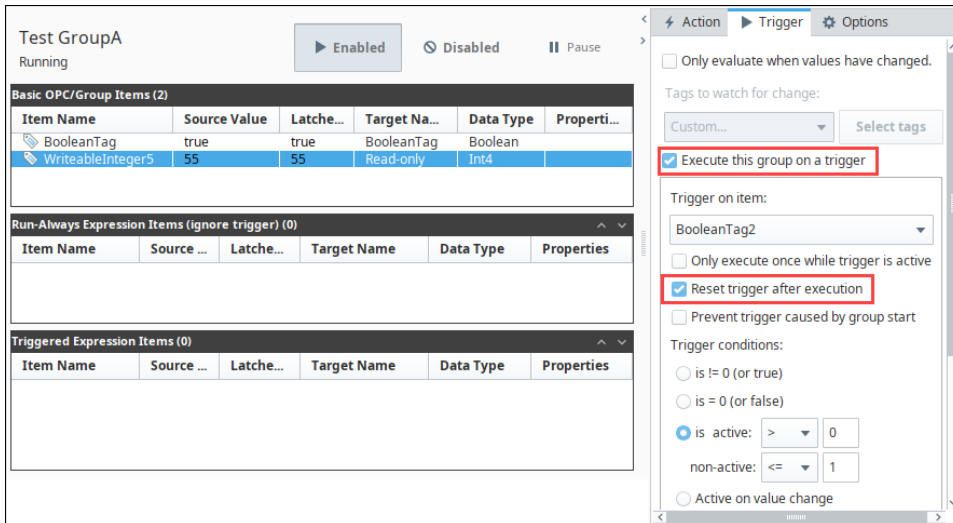 Test GroupA
Running
Enabled
Disabled
Pause
Basic OPC/Group Items (2)
Item Name Source Value Latche... Target Na... Data Type Properti...
BooleanTag true true BooleanTag Boolean
WriteableInteger5 55 55 Read-only Int4
Run-Always Expression Items (ignore trigger) (0)
Item Name Source ... Latche... Target Name Data Type Properties
Triggered Expression Items (0)
Item Name Source ... Latche... Target Name Data Type Properties
Action Trigger Options
Only evaluate when values have changed.
Tags to watch for change:
Custom... Select tags
Execute this group on a trigger
Trigger on item:
BooleanTag2
Only execute once while trigger is active
Reset trigger after execution
Prevent trigger caused by group start
Trigger conditions:
is != 0 (or true)
is = 0 (or false)
is active: > 0
non-active: <= 1
Active on value change